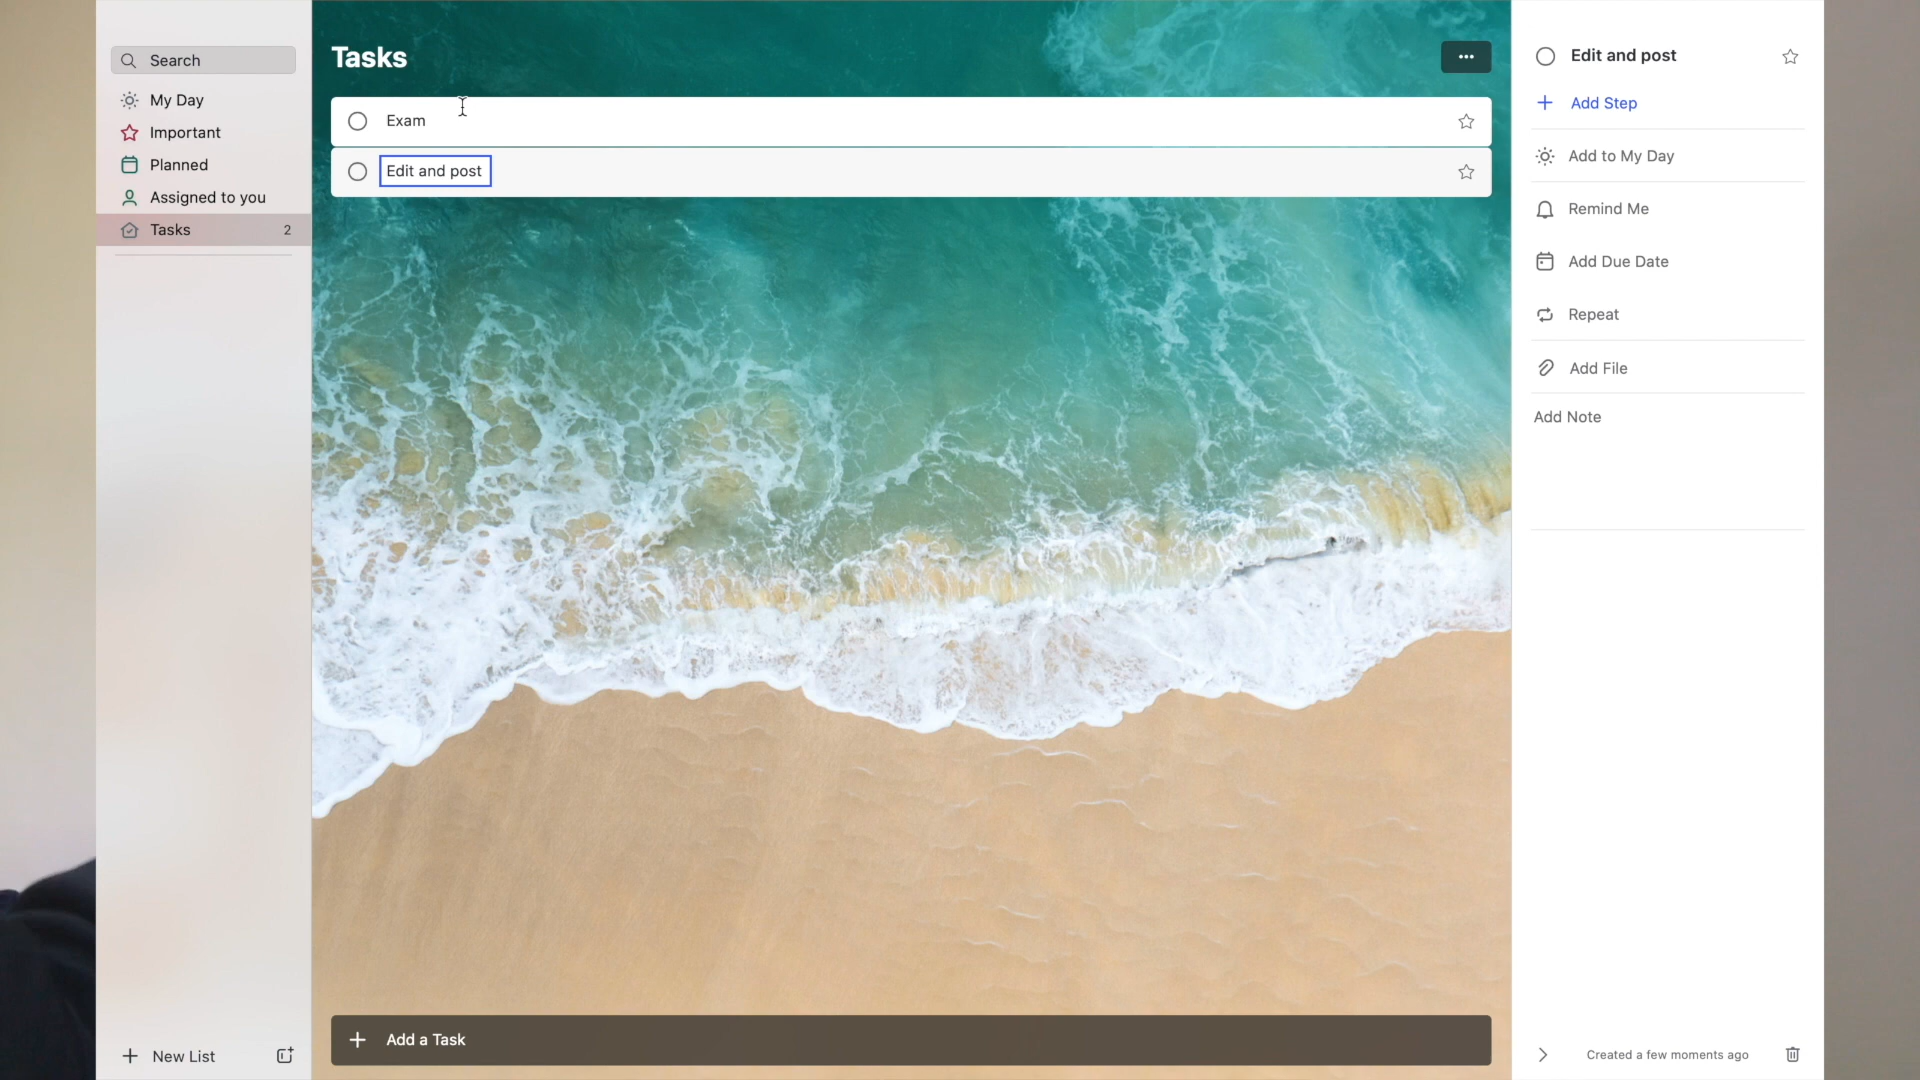 Search
My Day
Important
Planned
Assigned to you
Tasks 2
New List
Tasks
Exam
Edit and post
Add a Task
Edit and post
Add Step
Add to My Day
Remind Me
Add Due Date
Repeat
Add File
Add Note
Created a few moments ago